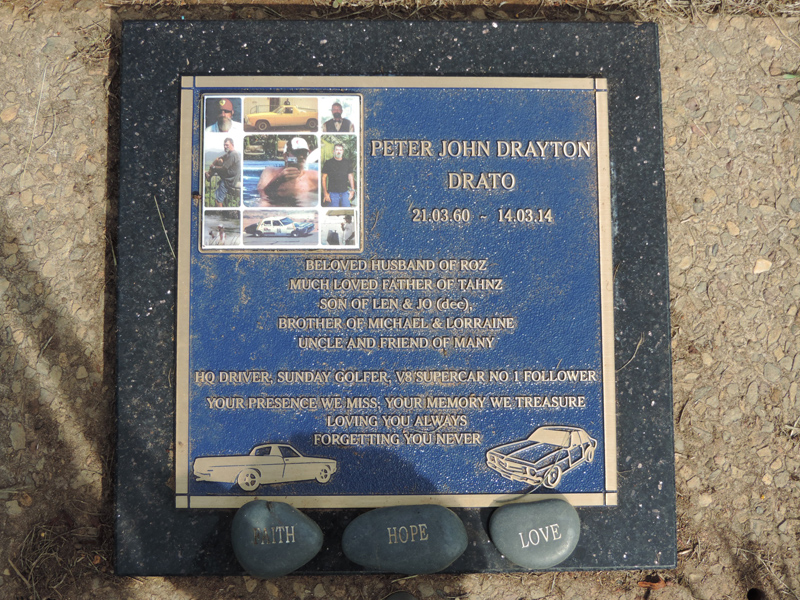 PETER JOHN DRAYTON
DRATO
21.03.60 ~ 14.03.14
BELOVED HUSBAND OF ROZ
MUCH LOVED FATHER OF TAHNZ
SON OF LEN & JO (dec),
BROTHER OF MICHAEL & LORRAINE
UNCLE AND FRIEND OF MANY
HQ DRIVER, SUNDAY GOLFER, V8 SUPERCAR NO 1 FOLLOWER
YOUR PRESENCE WE MISS, YOUR MEMORY WE TREASURE
LOVING YOU ALWAYS
FORGETTING YOU NEVER
FAITH
HOPE
LOVE